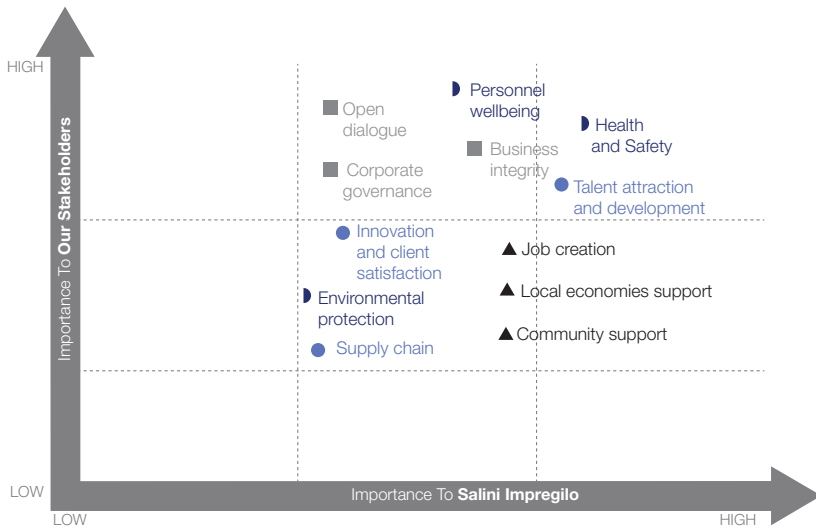 HIGH
Importance To Our Stakeholders
Open
dialogue
Personnel
wellbeing
Health
and Safety
Business
integrity
Corporate
governance
Talent attraction
and development
Innovation
and client
satisfaction
Job creation
Environmental
protection
Local economies support
Community support
Supply chain
LOW
Importance To Salini Impregilo
LOW
HIGH